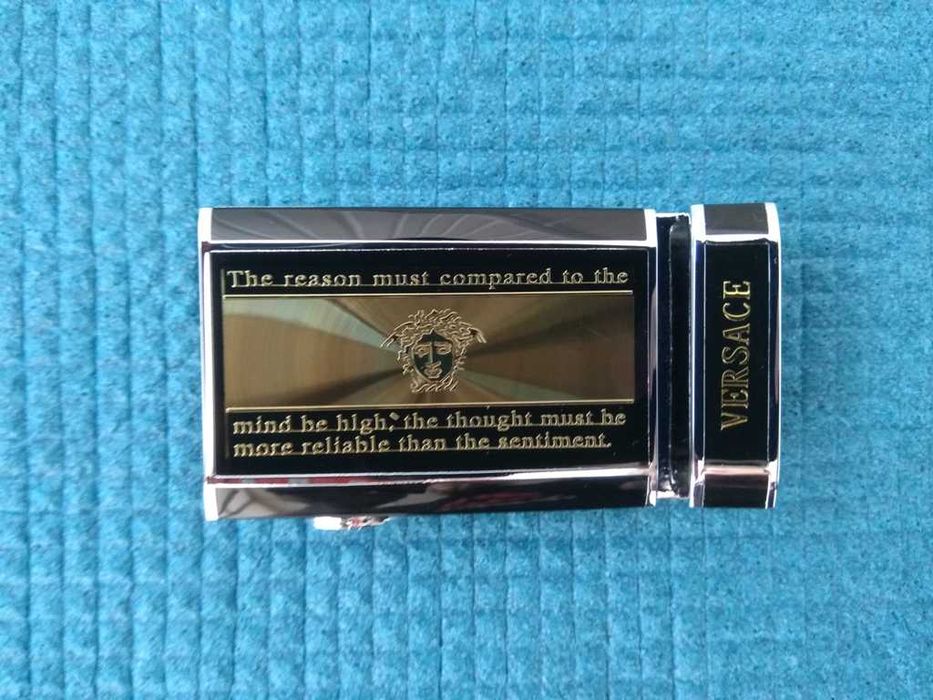 The reason must compared to the
mind be high, the thought must be
more reliable than the sentiment.
VERSACE